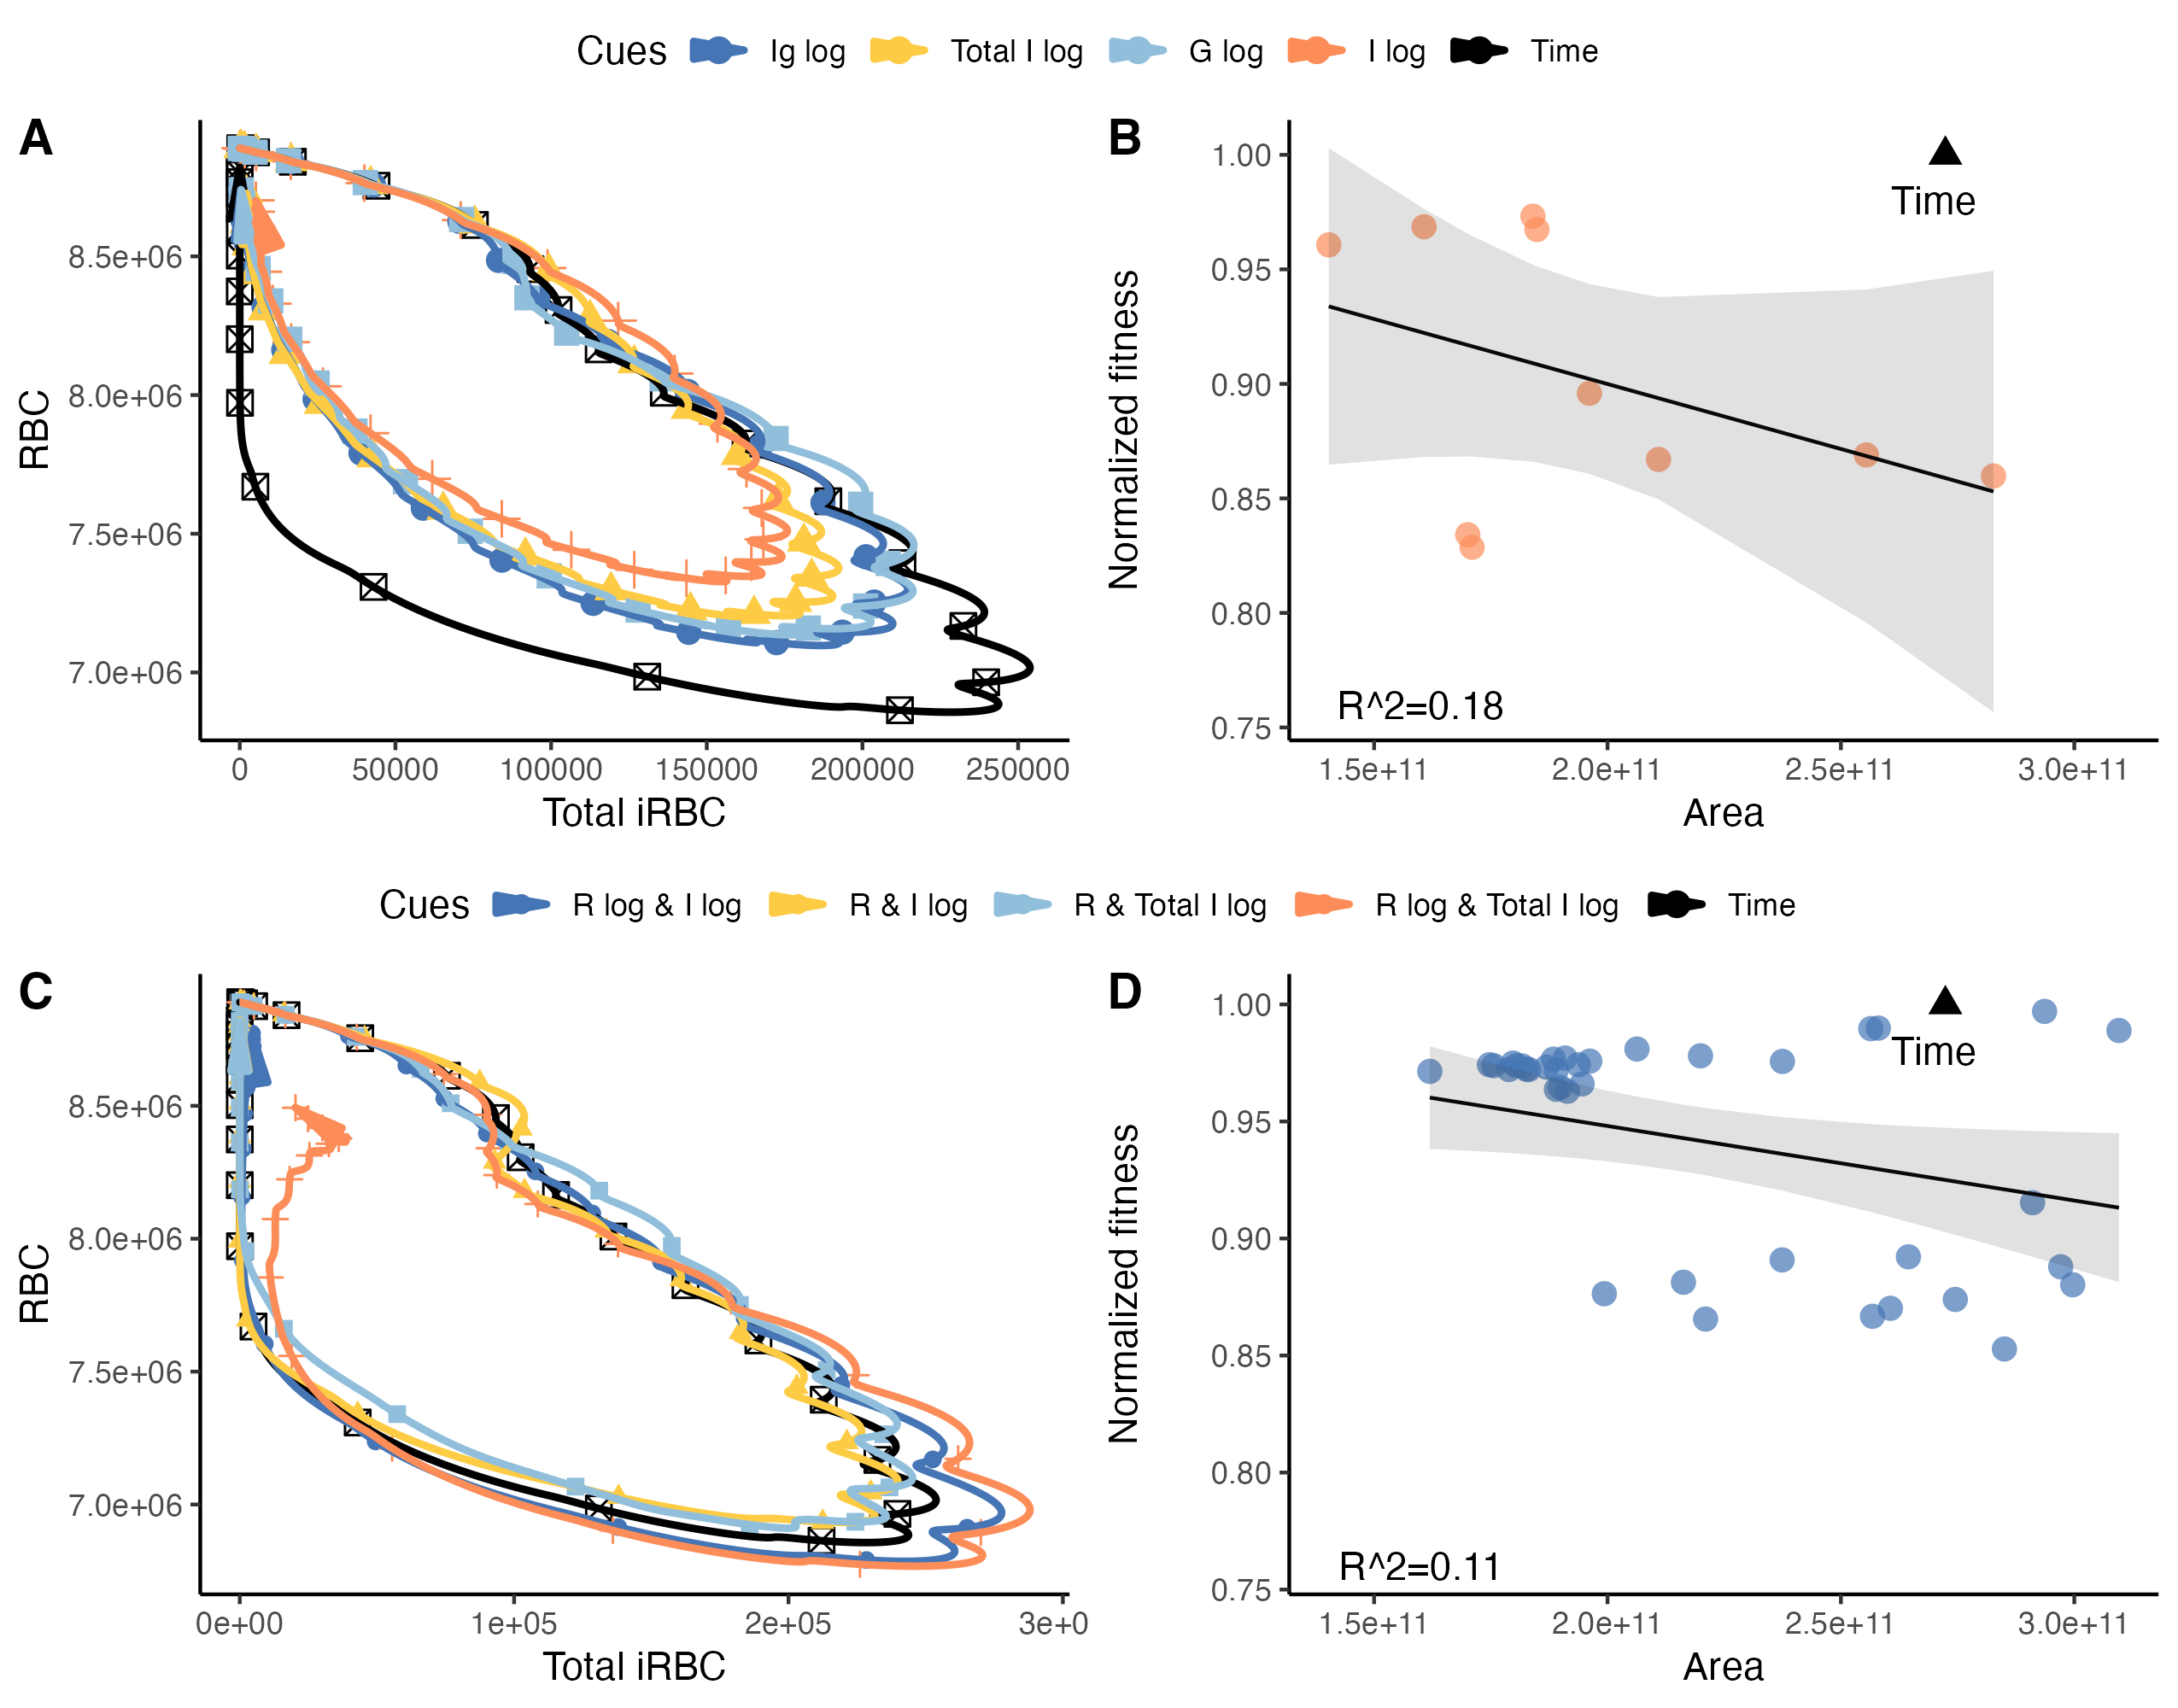 Cues Ig log Total I log G log I log Time
A
RBC
8.5e+06
8.0e+06
7.5e+06
7.0e+06
0 50000 100000 150000 200000 250000
Total iRBC
B
Normalized fitness
1.00
0.95
0.90
0.85
0.80
0.75
Time
R^2=0.18
1.5e+11 2.0e+11 2.5e+11 3.0e+11
Area
Cues R log & I log R & I log R & Total I log R log & Total I log Time
C
RBC
8.5e+06
8.0e+06
7.5e+06
7.0e+06
0e+00 1e+05 2e+05 3e+0
Total iRBC
D
Normalized fitness
1.00
0.95
0.90
0.85
0.80
0.75
Time
R^2=0.11
1.5e+11 2.0e+11 2.5e+11 3.0e+11
Area